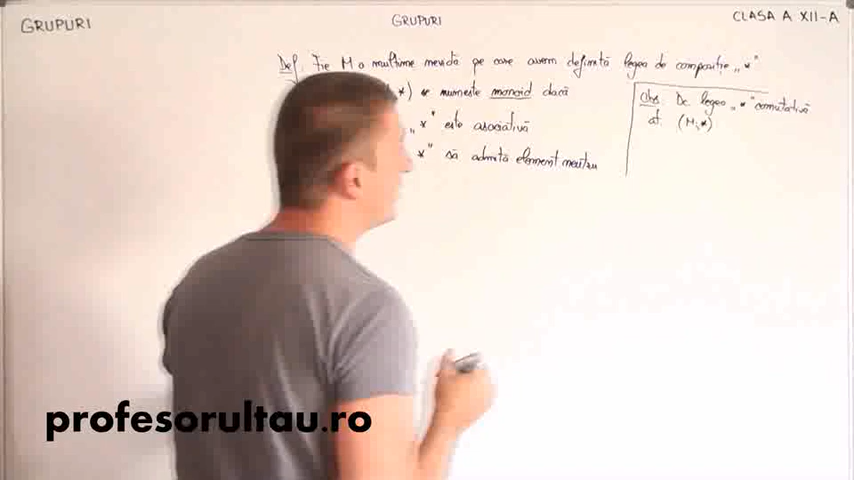 GRUPURI
GRUPURI
CLASA A XII-A
Def. Fie M o mulțime nevidă pe care avem definită legea de compoziție „*"
*) se numește monoid dacă
„*" este asociativă
*" să admită element neutru
Obs. Dc legea „*" comutativă
at. (M,*)
profesorultau.ro